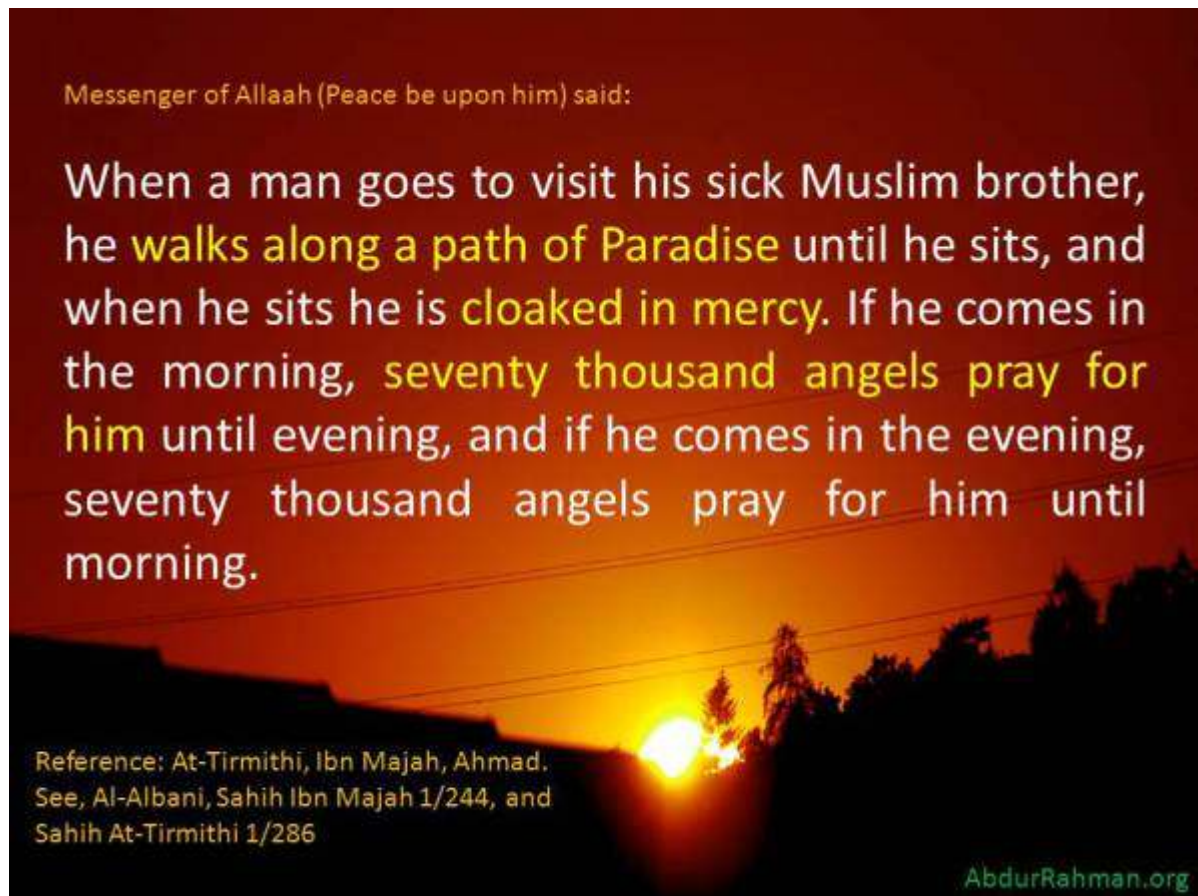 Messenger of Allaah (Peace be upon him) said:
When a man goes to visit his sick Muslim brother,
he walks along a path of Paradise until he sits, and
when he sits he is cloaked in mercy. If he comes in
the morning, seventy thousand angels pray for
him until evening, and if he comes in the evening,
seventy thousand angels pray for him until
morning.
Reference: At-Tirmithi, Ibn Majah, Ahmad.
See, Al-Albani, Sahih Ibn Majah 1/244, and
Sahih At-Tirmithi 1/286
AbdurRahman.org